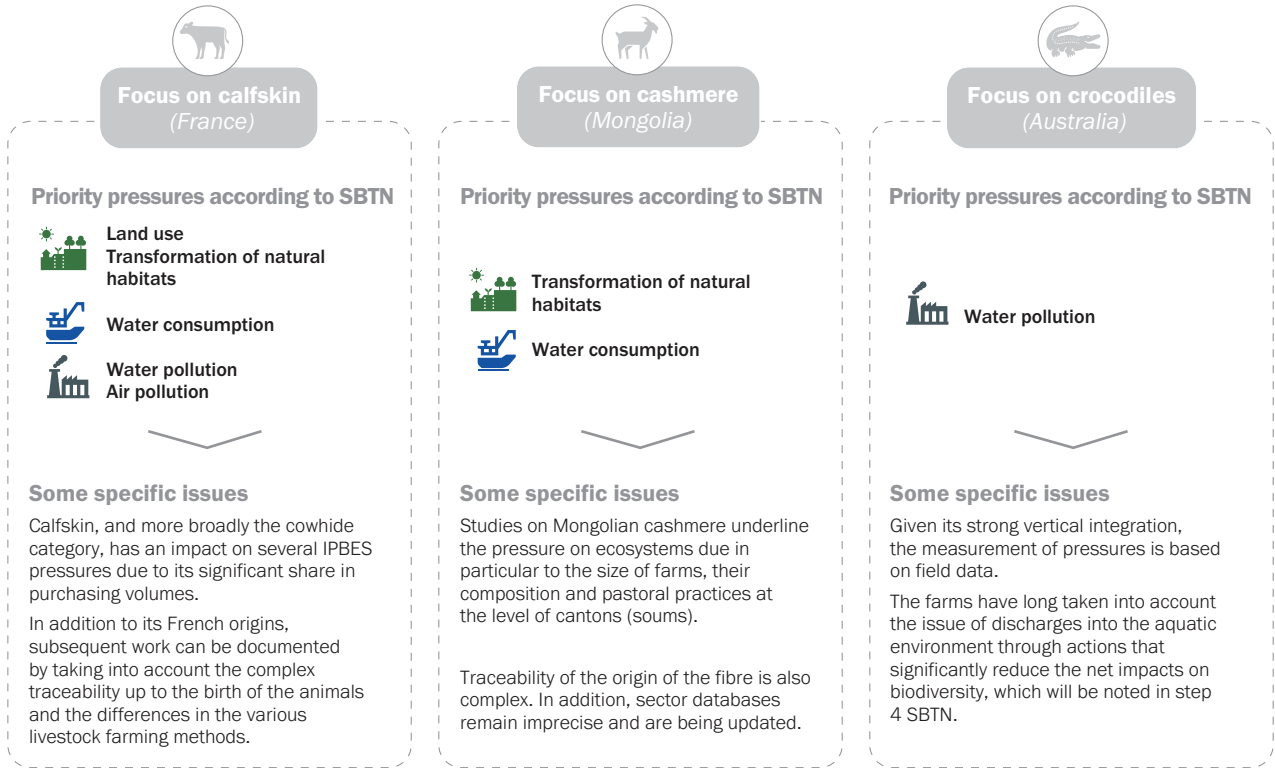 Focus on calfskin
(France)
Priority pressures according to SBTN
Land use
Transformation of natural
habitats
Water consumption
Water pollution
Air pollution
Some specific issues
Calfskin, and more broadly the cowhide
category, has an impact on several IPBES
pressures due to its significant share in
purchasing volumes.
In addition to its French origins,
subsequent work can be documented
by taking into account the complex
traceability up to the birth of the animals
and the differences in the various
livestock farming methods.
Focus on cashmere
(Mongolia)
Priority pressures according to SBTN
Transformation of natural
habitats
Water consumption
Some specific issues
Studies on Mongolian cashmere underline
the pressure on ecosystems due in
particular to the size of farms, their
composition and pastoral practices at
the level of cantons (soums).
Traceability of the origin of the fibre is also
complex. In addition, sector databases
remain imprecise and are being updated.
Focus on crocodiles
(Australia)
Priority pressures according to SBTN
Water pollution
Some specific issues
Given its strong vertical integration,
the measurement of pressures is based
on field data.
The farms have long taken into account
the issue of discharges into the aquatic
environment through actions that
significantly reduce the net impacts on
biodiversity, which will be noted in step
4 SBTN.